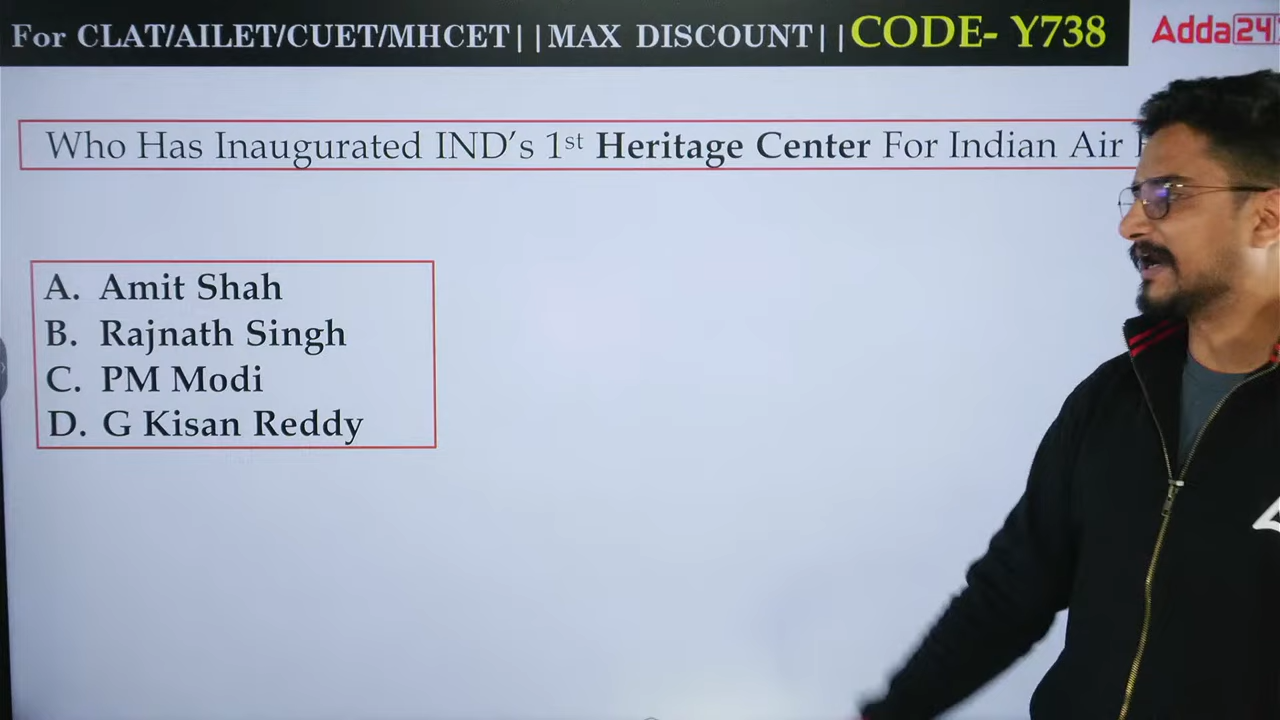 For CLAT/AILET/CUET/MHCET||MAX DISCOUNT||CODE- Y738
Adda24
Who Has Inaugurated IND's 1st Heritage Center For Indian Air
A. Amit Shah
B. Rajnath Singh
C. PM Modi
D. G Kisan Reddy